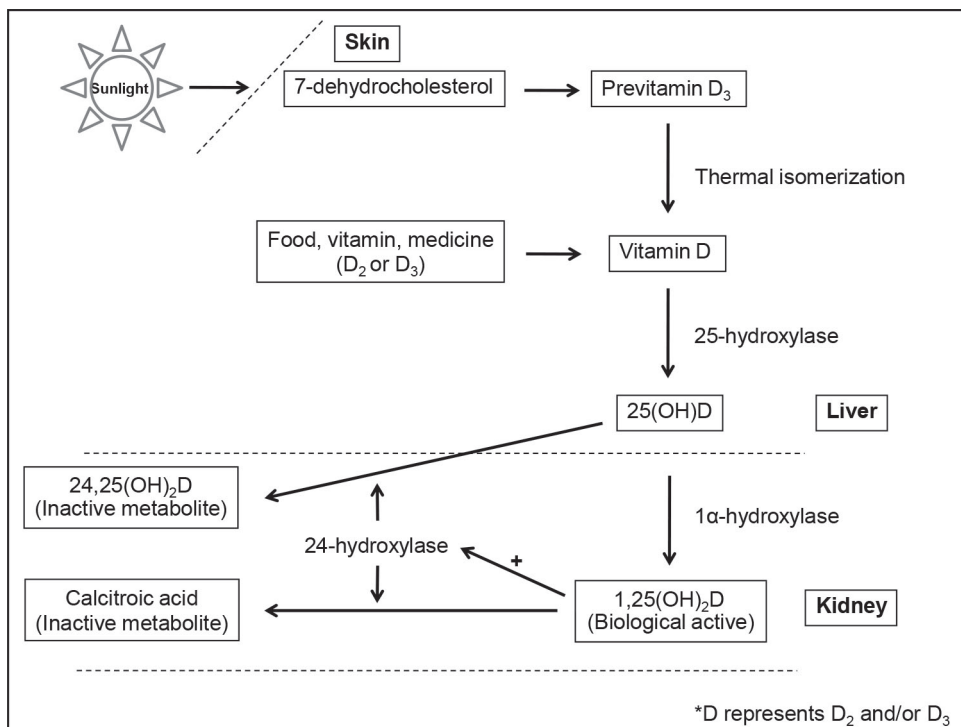 Skin
Sunlight
7-dehydrocholesterol
Previtamin D₃
Thermal isomerization
Food, vitamin, medicine
(D₂ or D₃)
Vitamin D
25-hydroxylase
25(OH)D
Liver
24,25(OH)₂D
(Inactive metabolite)
1α-hydroxylase
24-hydroxylase
+
Calcitroic acid
(Inactive metabolite)
1,25(OH)₂D
(Biological active)
Kidney
*D represents D₂ and/or D₃